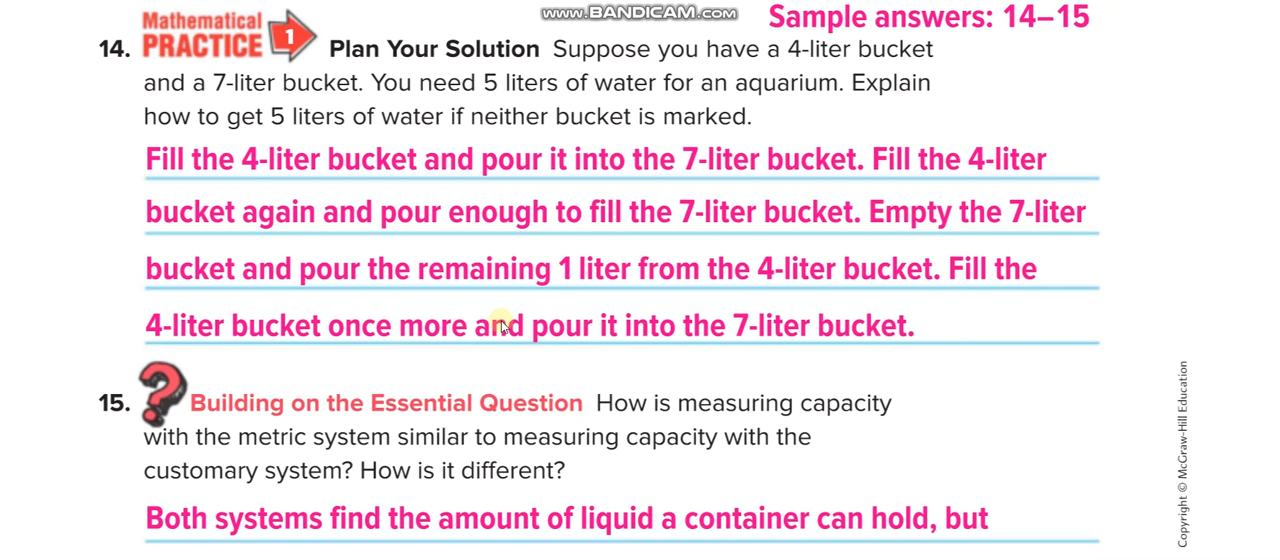 www.BANDICAM.com
Sample answers: 14–15
Mathematical
PRACTICE 1
14. Plan Your Solution Suppose you have a 4-liter bucket
and a 7-liter bucket. You need 5 liters of water for an aquarium. Explain
how to get 5 liters of water if neither bucket is marked.
Fill the 4-liter bucket and pour it into the 7-liter bucket. Fill the 4-liter
bucket again and pour enough to fill the 7-liter bucket. Empty the 7-liter
bucket and pour the remaining 1 liter from the 4-liter bucket. Fill the
4-liter bucket once more and pour it into the 7-liter bucket.
15. ? Building on the Essential Question How is measuring capacity
with the metric system similar to measuring capacity with the
customary system? How is it different?
Both systems find the amount of liquid a container can hold, but
Copyright © McGraw-Hill Education